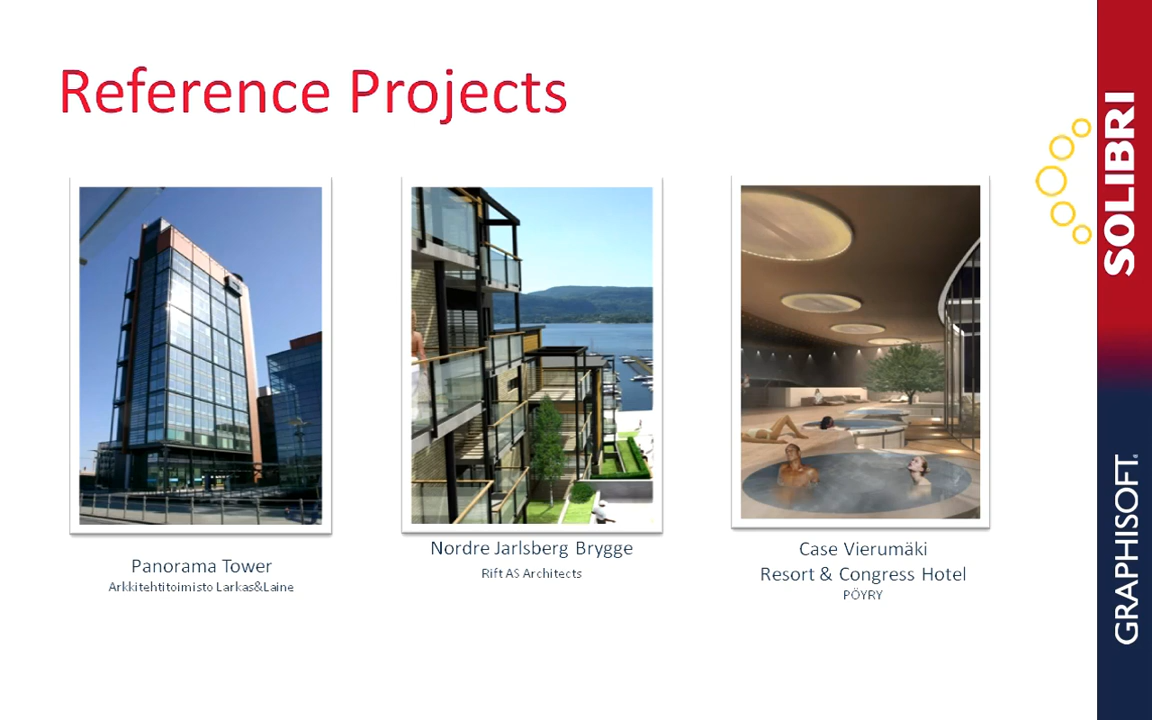 Reference Projects
Panorama Tower
Arkkitehtitoimisto Larkas&Laine
Nordre Jarlsberg Brygge
Rift AS Architects
Case Vierumäki
Resort & Congress Hotel
PÖYRY
SOLIBRI
GRAPHISOFT®